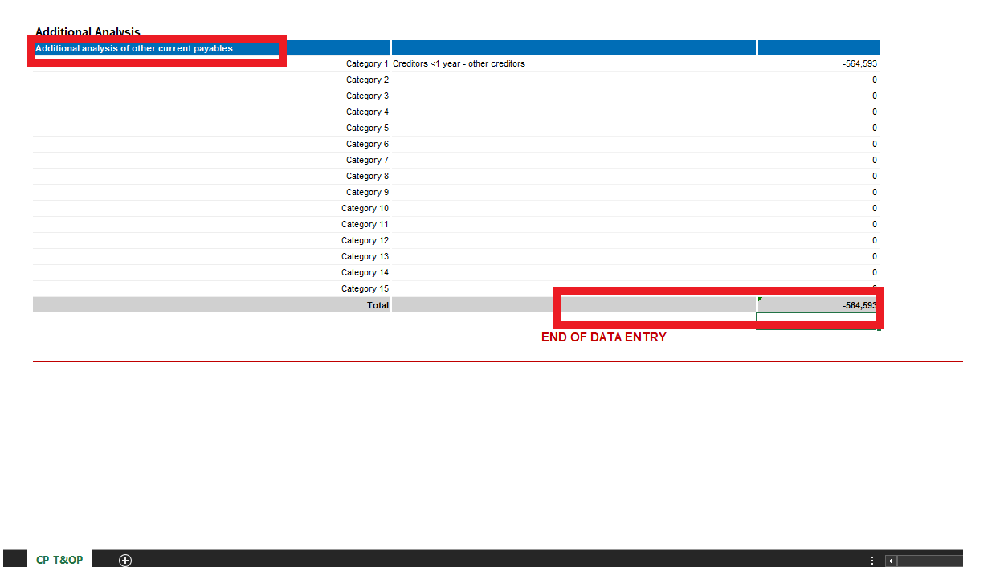 Additional Analysis
Additional analysis of other current payables
Category 1 Creditors <1 year - other creditors -564,593
Category 2 0
Category 3 0
Category 4 0
Category 5 0
Category 6 0
Category 7 0
Category 8 0
Category 9 0
Category 10 0
Category 11 0
Category 12 0
Category 13 0
Category 14 0
Category 15
Total -564,593
END OF DATA ENTRY
CP-T&OP